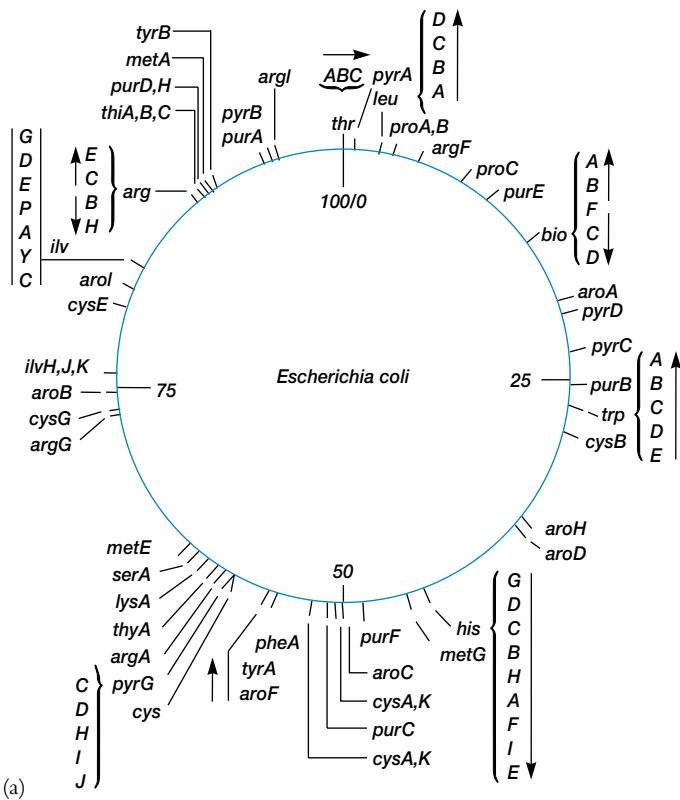 tyrB
metA
purD,H
thiA,B,C
argI
pyrB
purA
ABC
thr
pyrA
leu
D
C
B
A
proA,B
argF
proC
purE
bio
A
B
F
C
D
aroA
pyrD
pyrC
purB
trp
A
B
C
D
E
cysB
aroH
aroD
his
G
D
C
B
H
A
F
I
E
metG
purF
aroC
cysA,K
purC
cysA,K
pheA
tyrA
aroF
cys
C
D
H
I
J
pyrG
argA
thyA
lysA
serA
metE
argG
cysG
aroB
ilvH,J,K
cysE
aroI
ilv
G
D
E
P
A
Y
C
arg
E
C
B
H
100/0
25
50
75
Escherichia coli
(a)